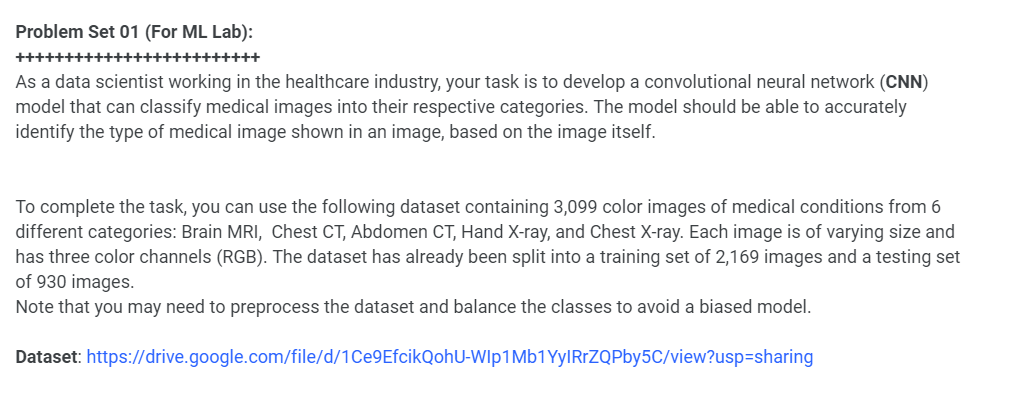 Problem Set 01 (For ML Lab):
+++++++++++++++++++++++++
As a data scientist working in the healthcare industry, your task is to develop a convolutional neural network (CNN)
model that can classify medical images into their respective categories. The model should be able to accurately
identify the type of medical image shown in an image, based on the image itself.
To complete the task, you can use the following dataset containing 3,099 color images of medical conditions from 6
different categories: Brain MRI,  Chest CT, Abdomen CT, Hand X-ray, and Chest X-ray. Each image is of varying size and
has three color channels (RGB). The dataset has already been split into a training set of 2,169 images and a testing set
of 930 images.
Note that you may need to preprocess the dataset and balance the classes to avoid a biased model.
Dataset: https://drive.google.com/file/d/1Ce9EfcikQohU-WIp1Mb1YyIRrZQPby5C/view?usp=sharing